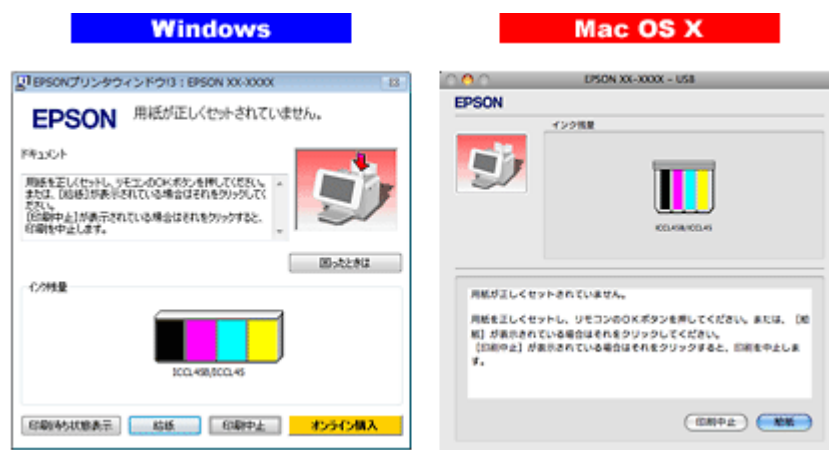 Windows
Mac OS X
EPSONプリンタウィンドウ!3 : EPSON XX-XXXX
EPSON
用紙が正しくセットされていません。
ドキュメント
用紙を正しくセットし、リモコンのOKボタンを押してください。
または、[給紙]が表示されている場合はそれをクリックしてく
ださい。
[印刷中止]が表示されている場合はそれをクリックすると、
印刷を中止します。
困ったときは
インク残量
ICCL45B/ICCL45
印刷待ち状態表示
給紙
印刷中止
オンライン購入
EPSON XX-XXXX - USB
EPSON
インク残量
ICCL45B/ICCL45
用紙が正しくセットされていません。
用紙を正しくセットし、リモコンのOKボタンを押してください。または、[給
紙]が表示されている場合はそれをクリックしてください。
[印刷中止]が表示されている場合はそれをクリックすると、印刷を中止しま
す。
印刷中止
給紙